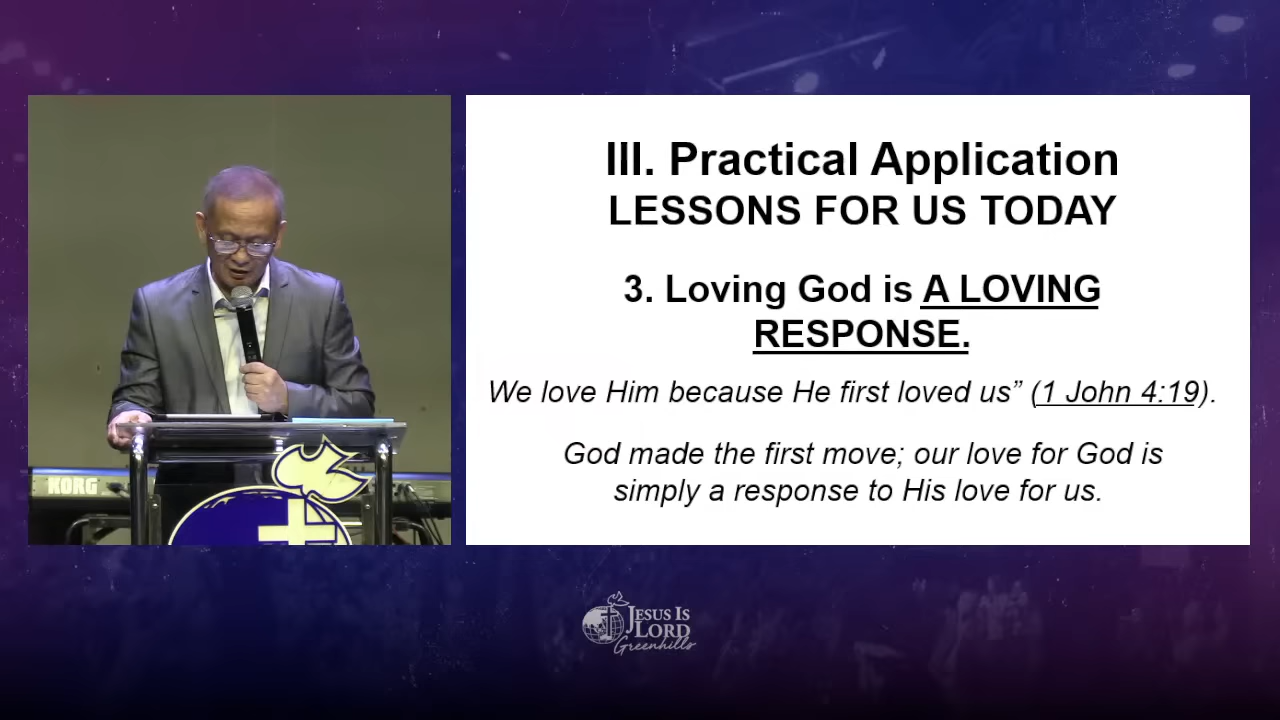 III. Practical Application
LESSONS FOR US TODAY
3. Loving God is A LOVING
RESPONSE.
We love Him because He first loved us” (1 John 4:19).
God made the first move; our love for God is
simply a response to His love for us.
KORG
JESUS IS
LORD
Greenhills